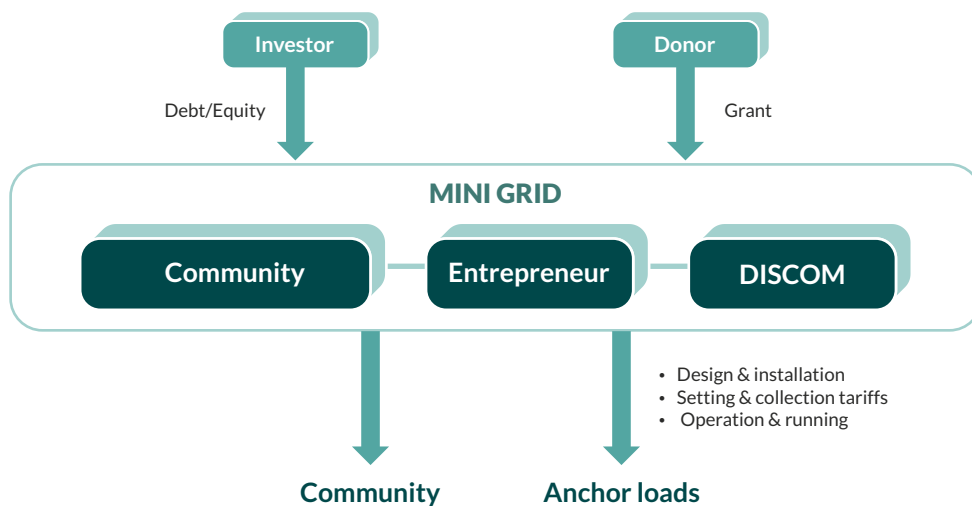 Investor
Donor
Debt/Equity
Grant
MINI GRID
Community
Entrepreneur
DISCOM
• Design & installation
• Setting & collection tariffs
• Operation & running
Community
Anchor loads